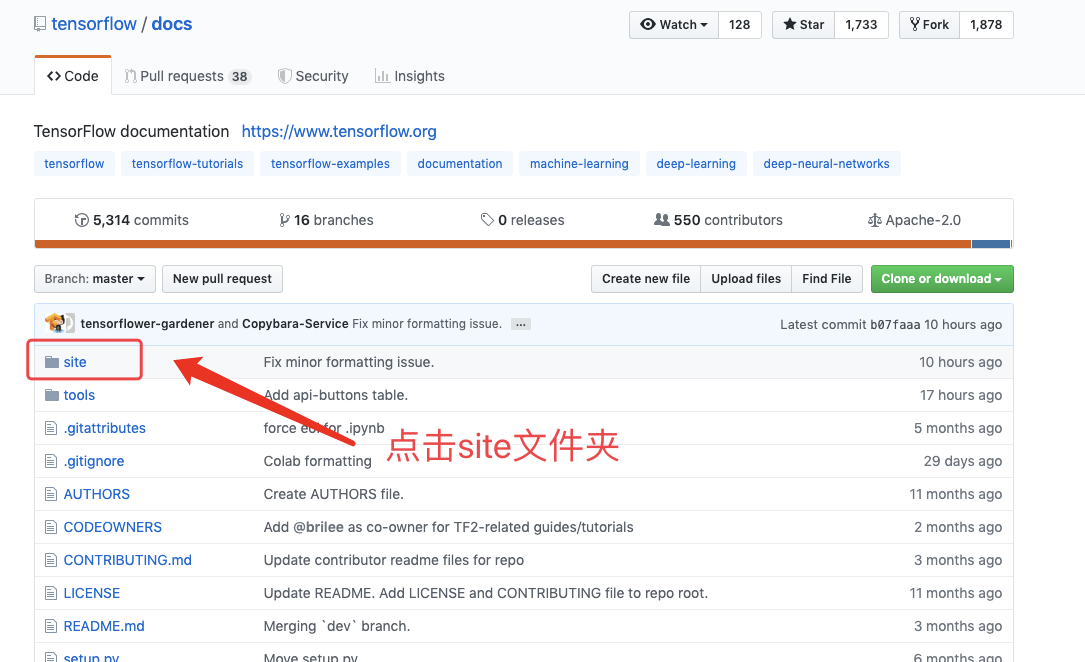 tensorflow / docs
Watch 128 Star 1,733 Fork 1,878
Code Pull requests 38 Security Insights
TensorFlow documentation https://www.tensorflow.org
tensorflow tensorflow-tutorials tensorflow-examples documentation machine-learning deep-learning deep-neural-networks
5,314 commits 16 branches 0 releases 550 contributors Apache-2.0
Branch: master New pull request Create new file Upload files Find File Clone or download
tensorflower-gardener and Copybara-Service Fix minor formatting issue. ... Latest commit b07faaa 10 hours ago
site Fix minor formatting issue. 10 hours ago
tools Add api-buttons table. 17 hours ago
.gitattributes force eol for .ipynb 5 months ago
点击site文件夹
.gitignore Colab formatting 29 days ago
AUTHORS Create AUTHORS file. 11 months ago
CODEOWNERS Add @brilee as co-owner for TF2-related guides/tutorials 2 months ago
CONTRIBUTING.md Update contributor readme files for repo 3 months ago
LICENSE Update README. Add LICENSE and CONTRIBUTING file to repo root. 11 months ago
README.md Merging `dev` branch. 3 months ago
setup.py Move setup.py 6 months ago